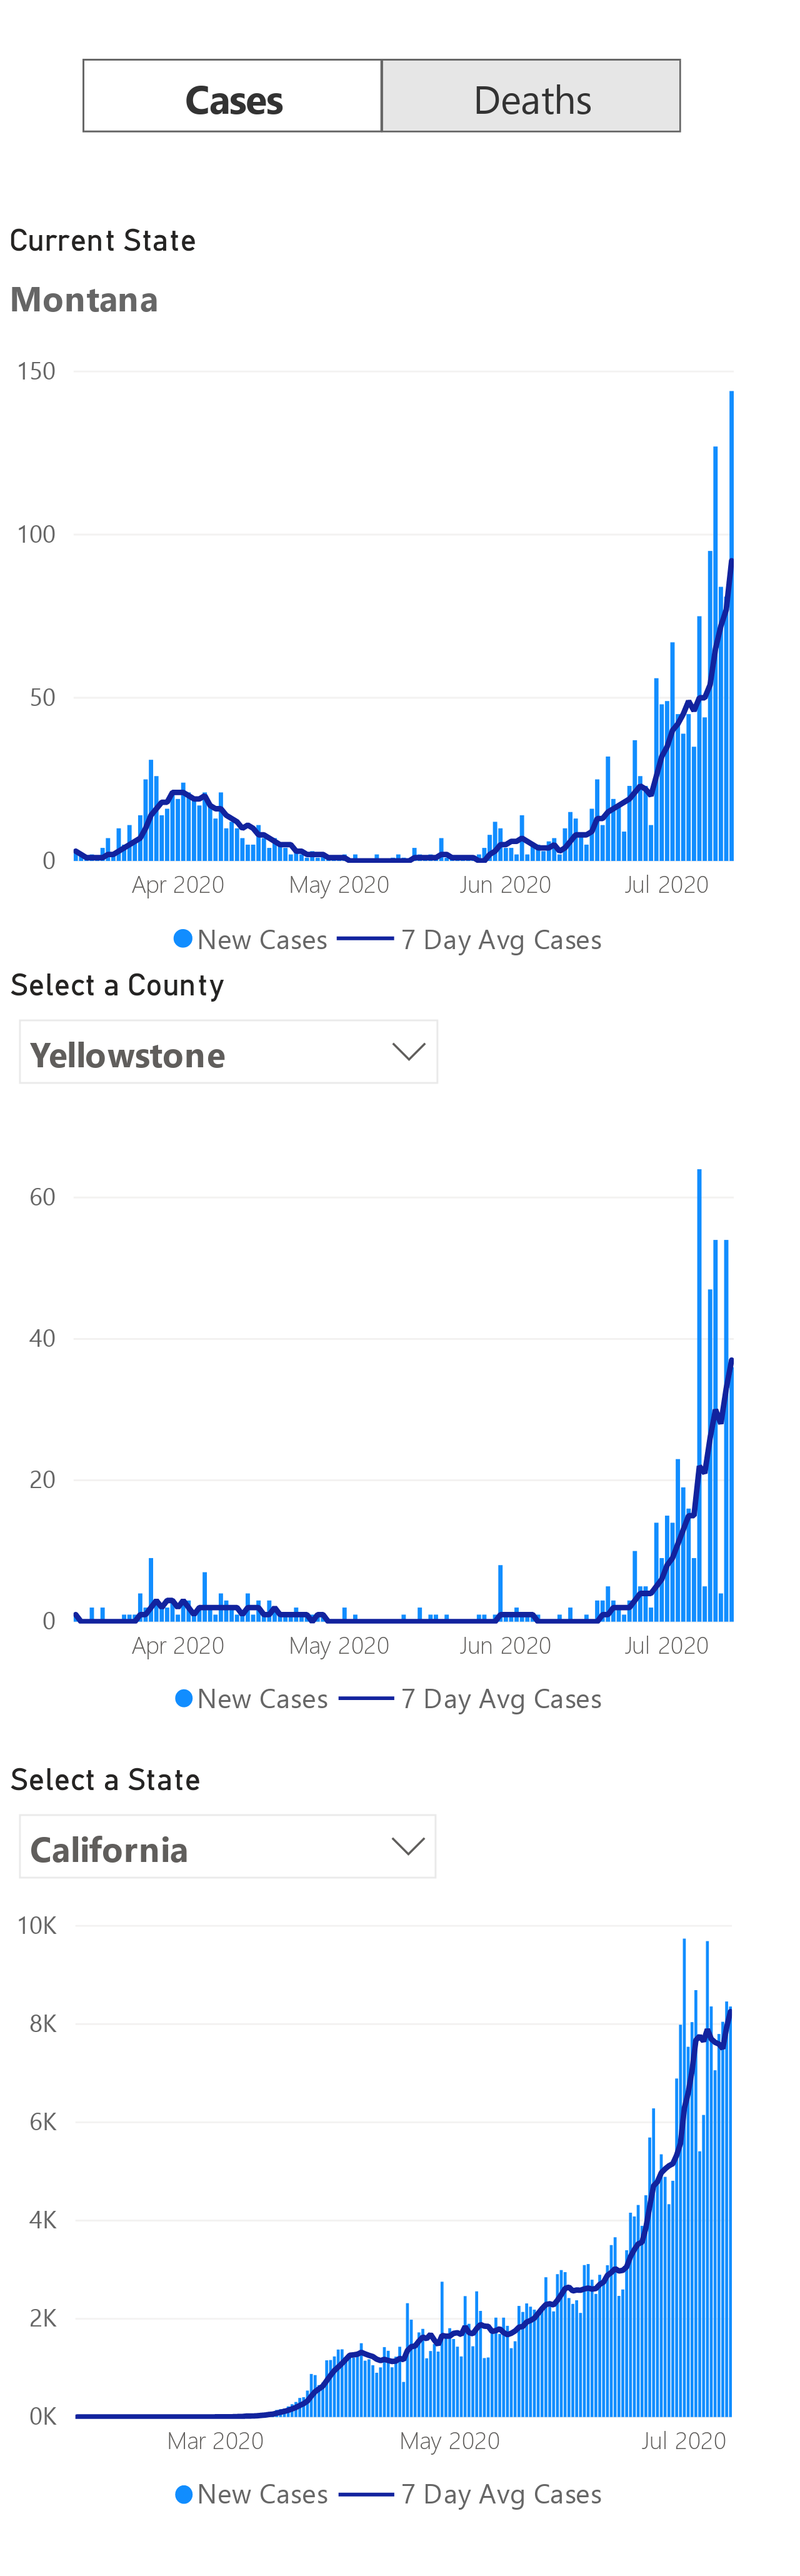 Cases Deaths
Current State
Montana
150
100
50
0
Apr 2020 May 2020 Jun 2020 Jul 2020
New Cases 7 Day Avg Cases
Select a County
Yellowstone
60
40
20
0
Apr 2020 May 2020 Jun 2020 Jul 2020
New Cases 7 Day Avg Cases
Select a State
California
10K
8K
6K
4K
2K
0K
Mar 2020 May 2020 Jul 2020
New Cases 7 Day Avg Cases